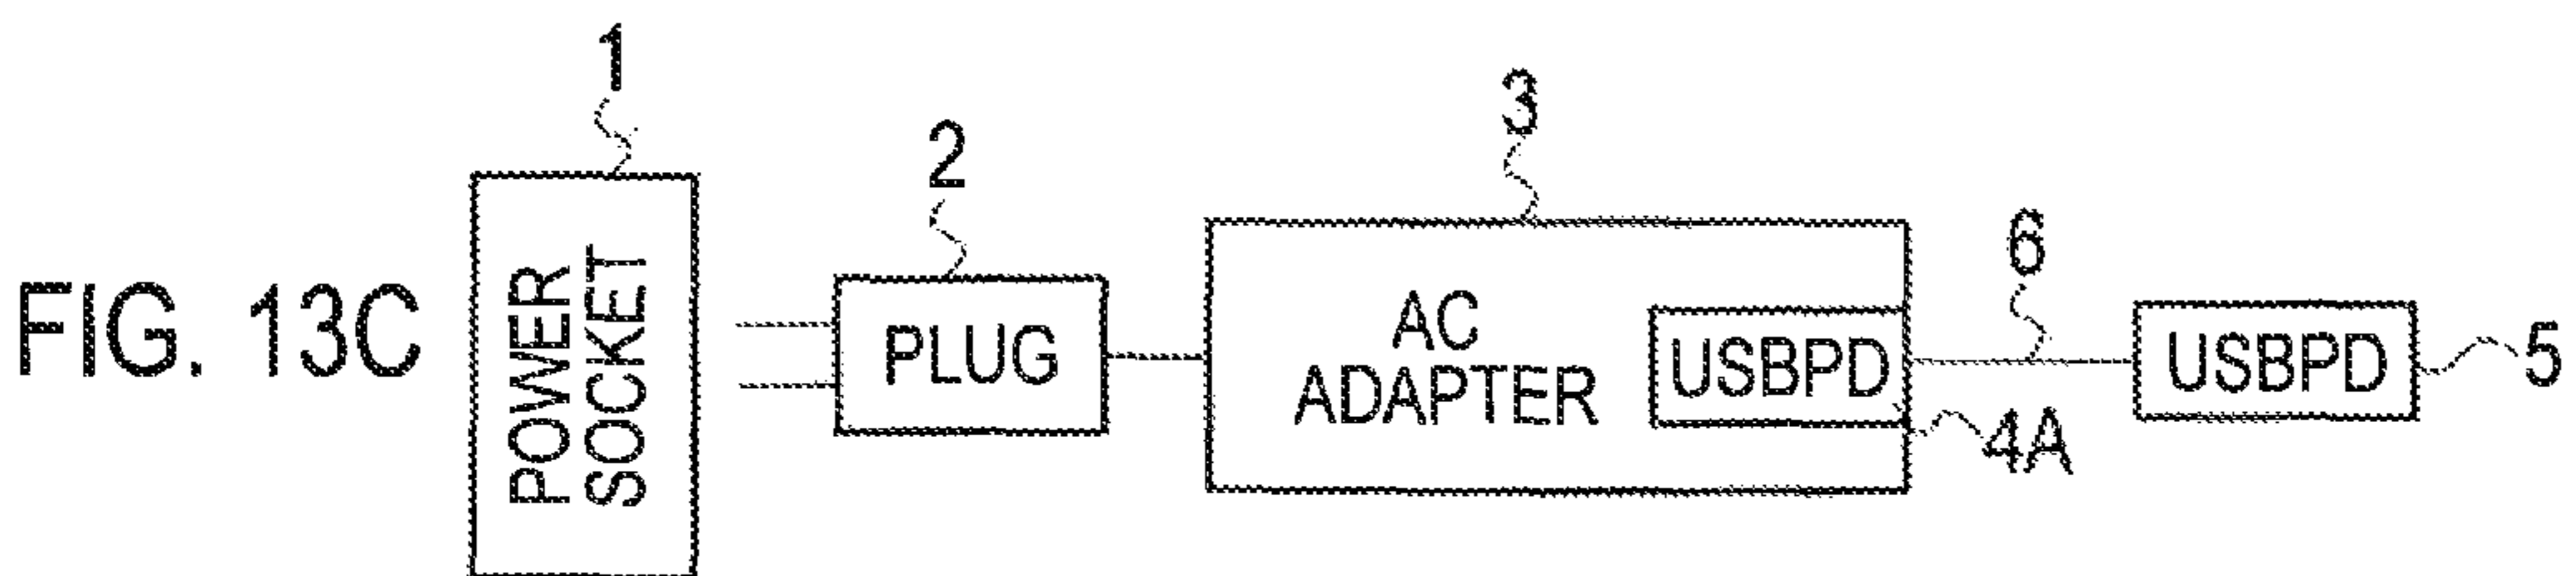 1
2
3
6
FIG. 13C
POWER
SOCKET
PLUG
AC
ADAPTER
USBPD
USBPD
5
4A